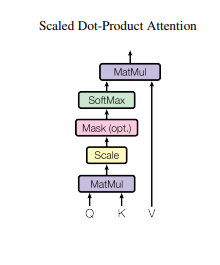 Scaled Dot-Product Attention
MatMul
SoftMax
Mask (opt.)
Scale
MatMul
Q K V